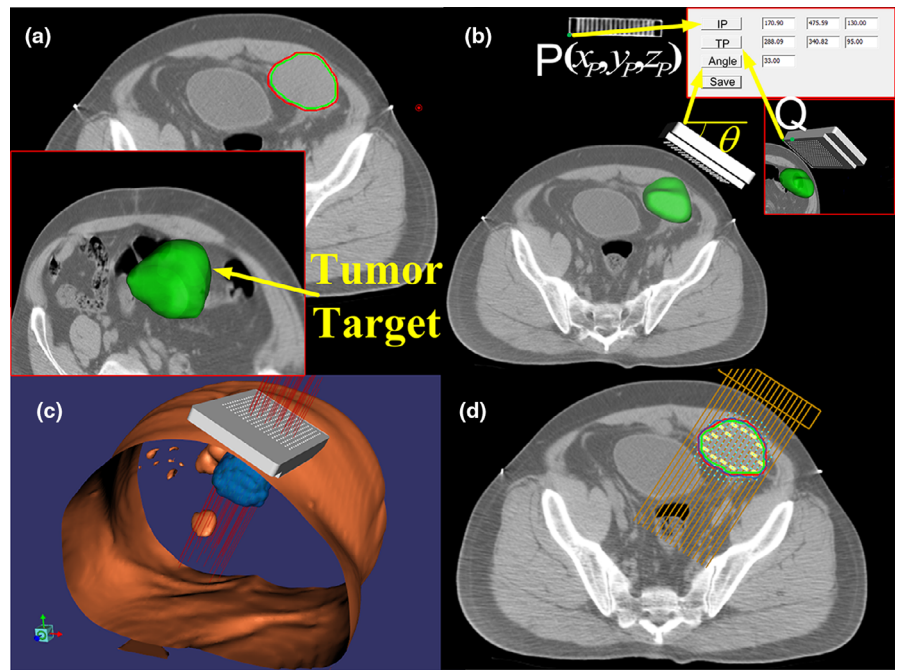 (a)
Tumor
Target
(b)
P(xP,yP,zP)
IP 170.90 475.59 130.00
TP 288.09 340.82 95.00
Angle 33.00
Save
θ
Q
(c)
(d)